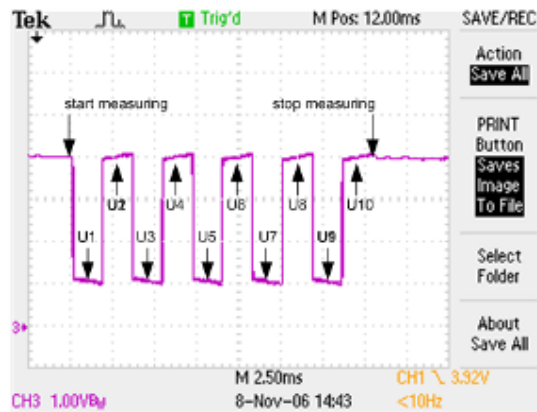 Tek T Trig'd M Pos: 12.00ms SAVE/REC
Action
Save All
start measuring stop measuring
PRINT
Button
Saves
Image
To File
U2 U4 U6 U8 U10
U1 U3 U5 U7 U9
Select
Folder
3
About
Save All
M 2.50ms CH1 3.92V
CH3 1.00VBW 8-Nov-06 14:43 <10Hz